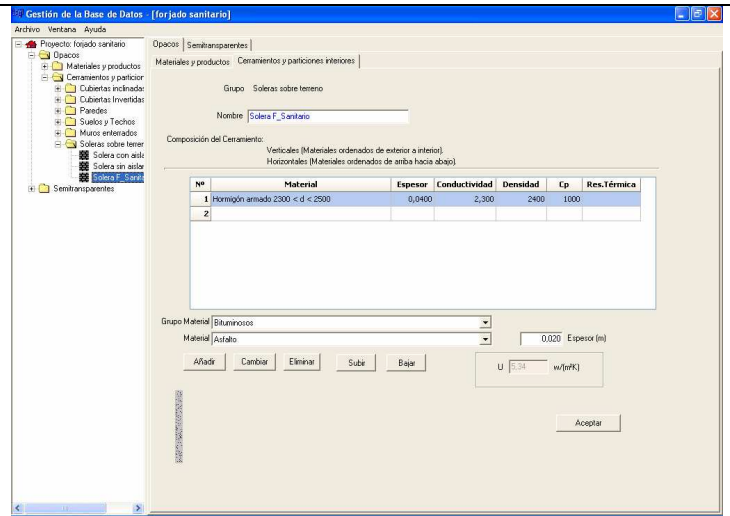 Gestión de la Base de Datos - [forjado sanitario]
Archivo Ventana Ayuda
Proyecto: forjado sanitario
Opacos
Materiales y productos
Cerramientos y particion
Cubiertas inclinadas
Cubiertas Invertidas
Paredes
Suelos y Techos
Muros enterrados
Soleras sobre terren
Solera con aisla
Solera sin aislar
Solera F_Sanita
Semitransparentes
Opacos Semitransparentes
Materiales y productos Cerramientos y particiones interiores
Grupo Soleras sobre terreno
Nombre Solera F_Sanitario
Composición del Cerramiento:
Verticales (Materiales ordenados de exterior a interior).
Horizontales (Materiales ordenados de arriba hacia abajo).
Nº Material Espesor Conductividad Densidad Cp Res.Térmica
1 Hormigón armado 2300 < d < 2500 0,0400 2,300 2400 1000
2
Grupo Material Bituminosos
Material Asfalto 0,020 Espesor (m)
Añadir Cambiar Eliminar Subir Bajar U 5.34 w/(m²K)
Aceptar